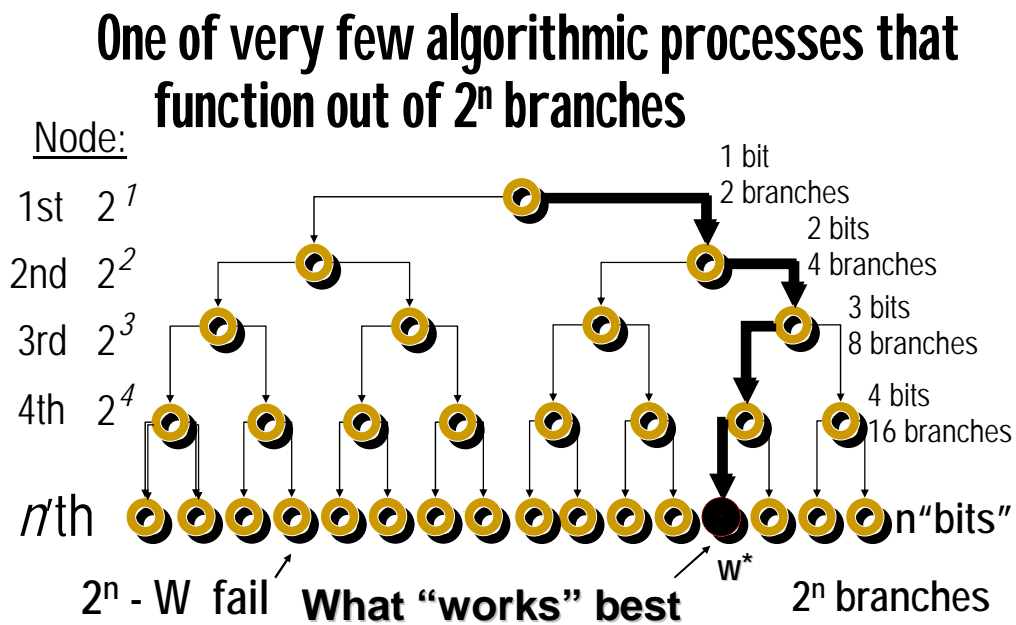 One of very few algorithmic processes that
function out of 2ⁿ branches
Node:
1 bit
2 branches
1st 2¹
2 bits
4 branches
2nd 2²
3 bits
8 branches
3rd 2³
4 bits
16 branches
4th 2⁴
n'th
n“bits”
w*
2ⁿ - W fail
What “works” best
2ⁿ branches